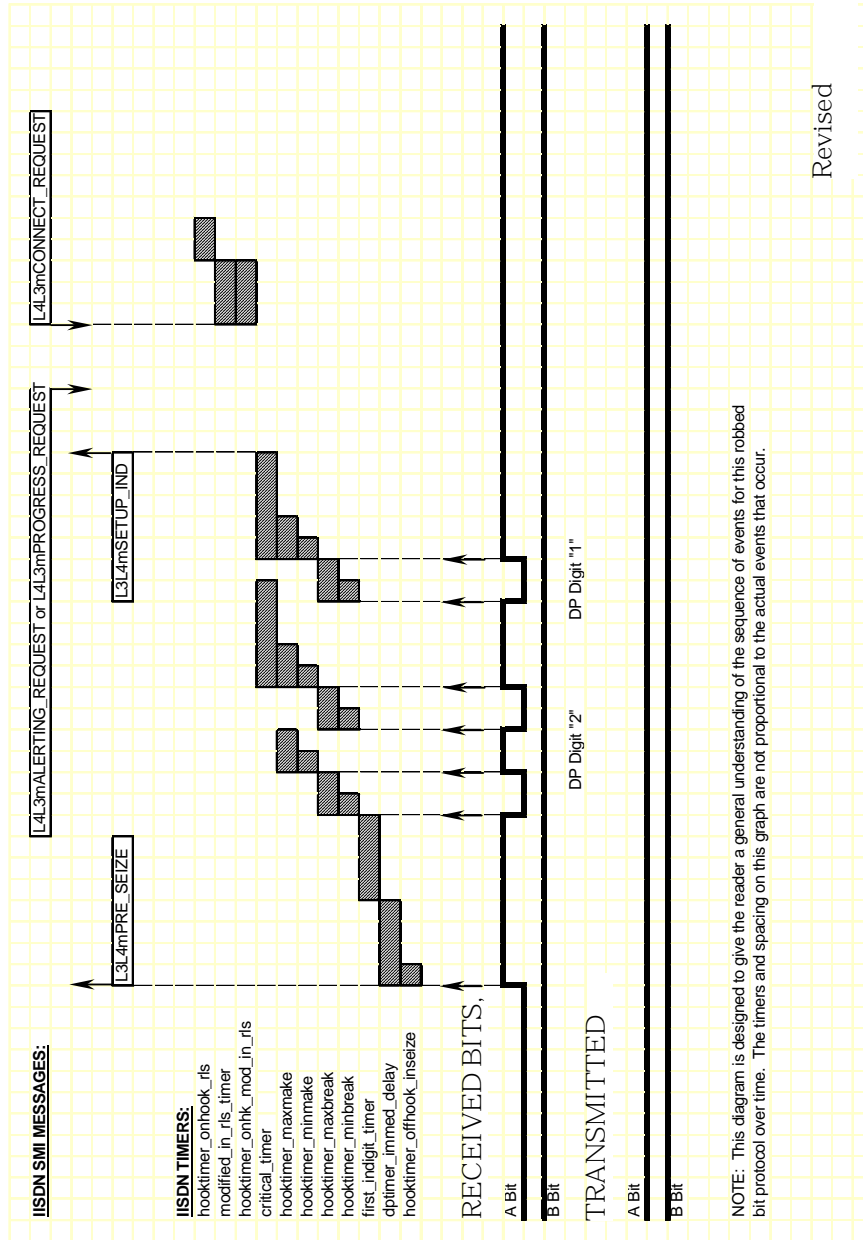 IISDN SMI MESSAGES:
L4L3mALERTING_REQUEST or L4L3mPROGRESS_REQUEST
L4L3mCONNECT_REQUEST
L3L4mPRE_SEIZE
L3L4mSETUP_IND
IISDN TIMERS:
hooktimer_onhook_rls
modified_in_rls_timer
hooktimer_onhk_mod_in_rls
critical_timer
hooktimer_maxmake
hooktimer_minmake
hooktimer_maxbreak
hooktimer_minbreak
first_indigit_timer
dptimer_immed_delay
hooktimer_offhook_inseize
RECEIVED BITS,
A Bit
B Bit
DP Digit "2"
DP Digit "1"
TRANSMITTED
A Bit
B Bit
NOTE: This diagram is designed to give the reader a general understanding of the sequence of events for this robbed
bit protocol over time. The timers and spacing on this graph are not proportional to the actual events that occur.
Revised